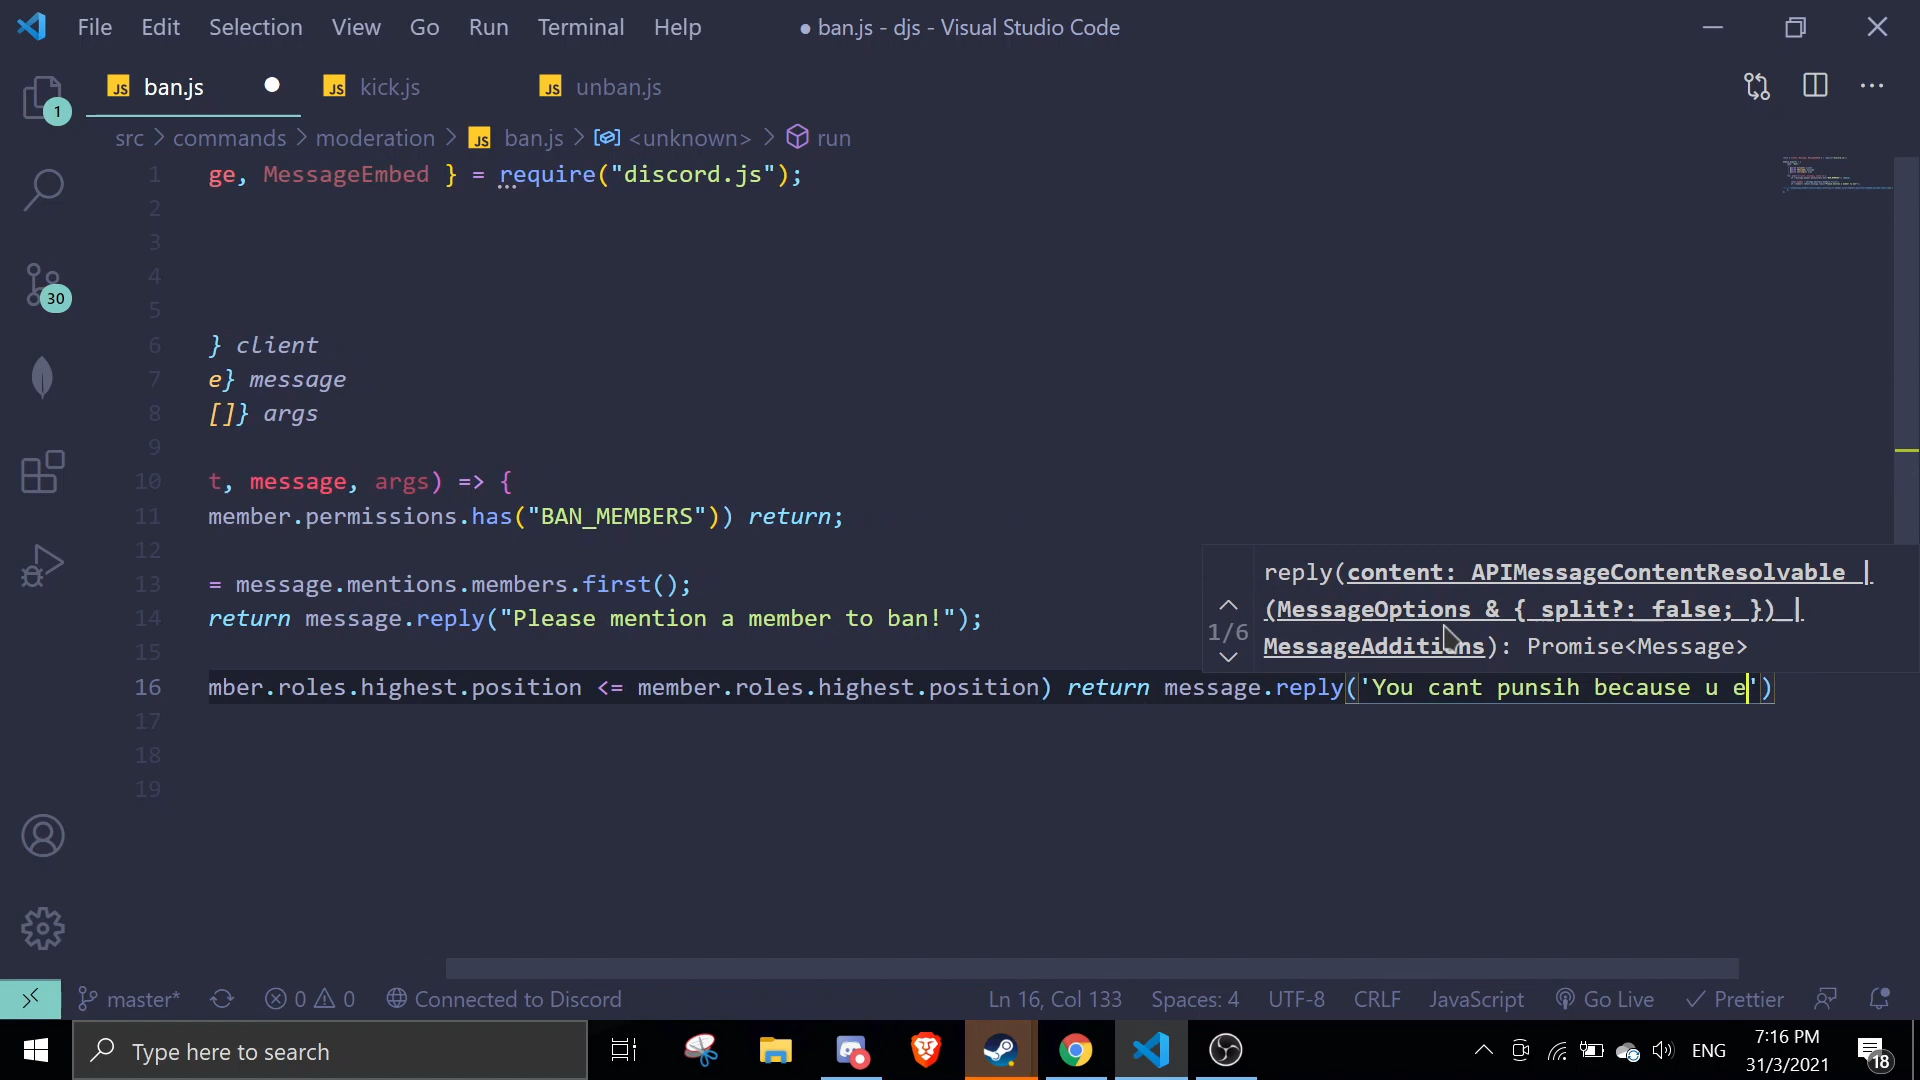 File Edit Selection View Go Run Terminal Help ● ban.js - djs - Visual Studio Code
JS ban.js JS kick.js JS unban.js
1
src > commands > moderation > JS ban.js > <unknown> > run
1 ge, MessageEmbed } = require("discord.js");
2
3
4
5
30
6 } client
7 e} message
8 []} args
9
10 t, message, args) => {
11 member.permissions.has("BAN_MEMBERS")) return;
12
13 = message.mentions.members.first();
14 return message.reply("Please mention a member to ban!");
15
reply(content: APIMessageContentResolvable |
(MessageOptions & { split?: false; }) |
1/6
MessageAdditions): Promise<Message>
16 mber.roles.highest.position <= member.roles.highest.position) return message.reply('You cant punsih because u e')
17
18
19
master* 0 0 Connected to Discord Ln 16, Col 133 Spaces: 4 UTF-8 CRLF JavaScript Go Live Prettier
Type here to search ENG 7:16 PM
31/3/2021
18